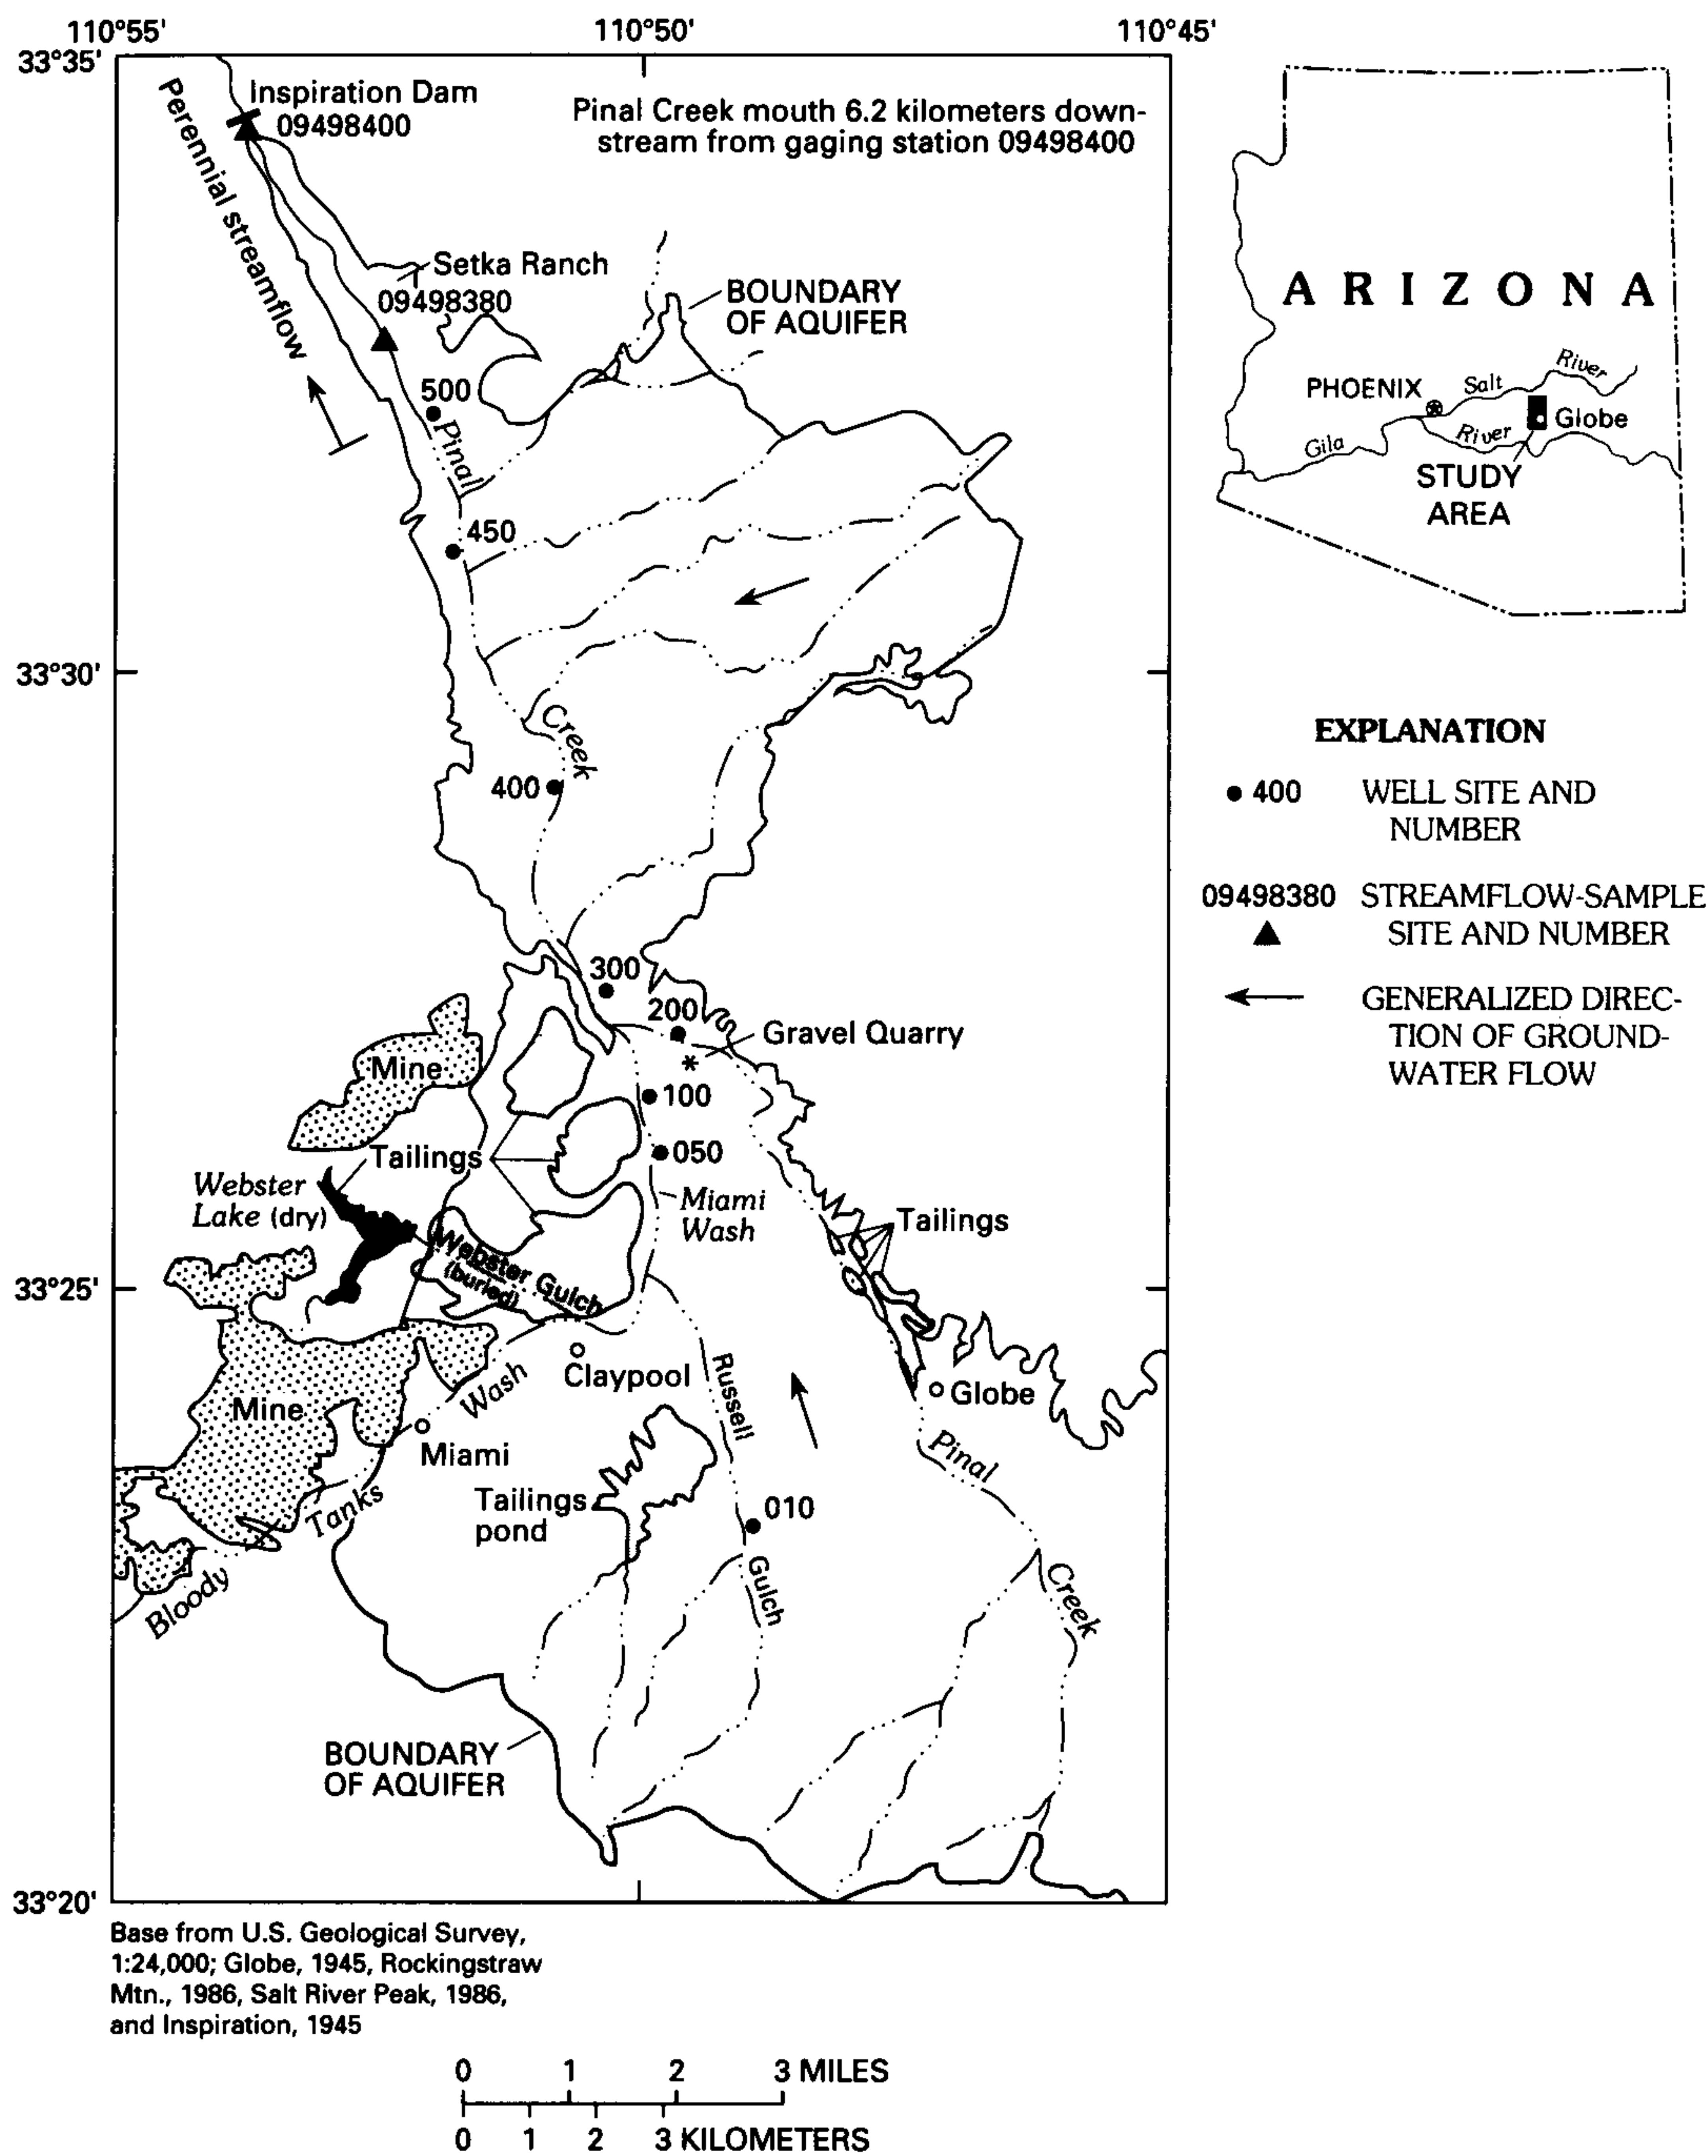 110°55'
110°50'
110°45'
33°35'
Inspiration Dam
09498400
Pinal Creek mouth 6.2 kilometers down-
stream from gaging station 09498400
Perennial streamflow
Setka Ranch
09498380
BOUNDARY
OF AQUIFER
500
Pinal
450
33°30'
Creek
400
300
200
Gravel Quarry
Mine
100
Tailings
050
Webster
Lake (dry)
Miami
Wash
Tailings
Webster Gulch
(buried)
33°25'
Claypool
Russell
Globe
Wash
Mine
Miami
Pinal
Tanks
Tailings
pond
010
Gulch
Creek
Bloody
BOUNDARY
OF AQUIFER
33°20'
Base from U.S. Geological Survey,
1:24,000; Globe, 1945, Rockingstraw
Mtn., 1986, Salt River Peak, 1986,
and Inspiration, 1945
0 1 2 3 MILES
0 1 2 3 KILOMETERS
ARIZONA
River
PHOENIX
Salt
Globe
Gila
River
STUDY
AREA
EXPLANATION
400 WELL SITE AND
NUMBER
09498380 STREAMFLOW-SAMPLE
SITE AND NUMBER
GENERALIZED DIREC-
TION OF GROUND-
WATER FLOW